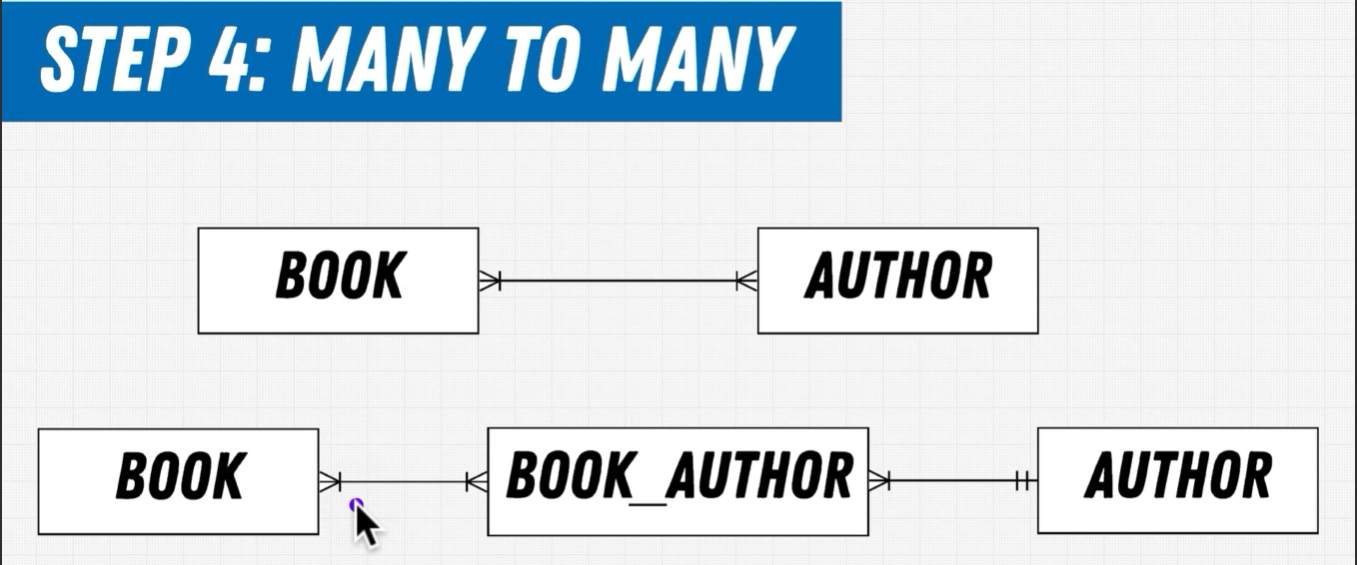 STEP 4: MANY TO MANY
BOOK
AUTHOR
BOOK
BOOK_AUTHOR
AUTHOR